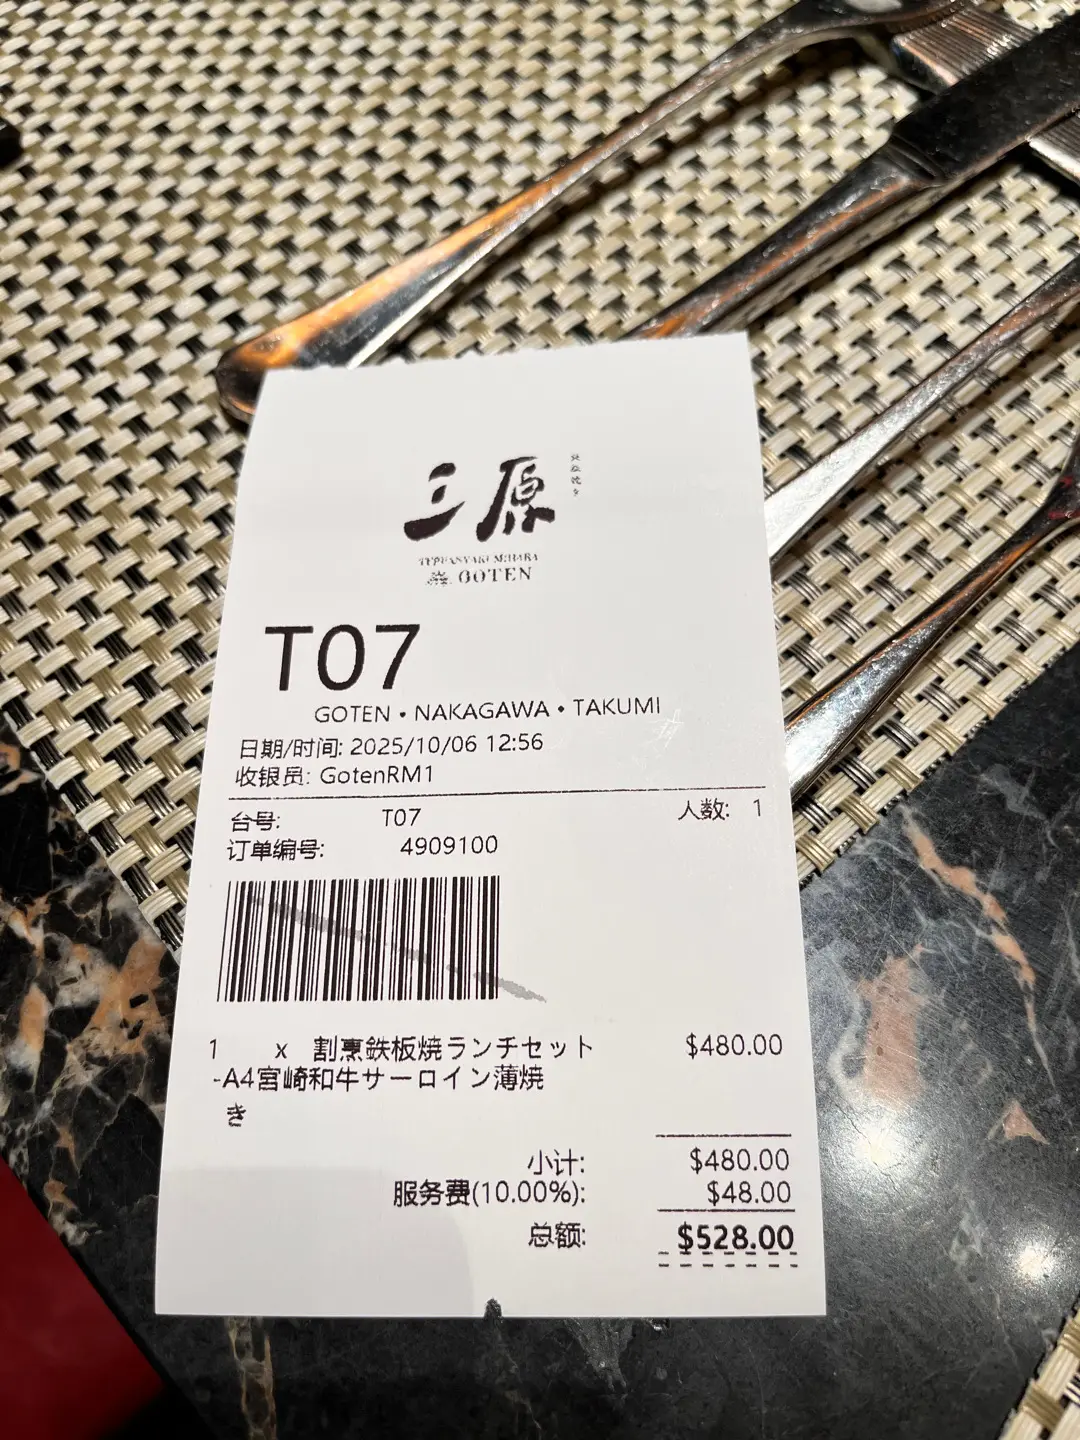 三原
TEPPANYAKI MIHARA
GOTEN
T07
GOTEN • NAKAGAWA • TAKUMI
日期/时间: 2025/10/06 12:56
收银员: GotenRM1
台号: T07 人数: 1
订单编号: 4909100
1 x 割烹鉄板焼ランチセット $480.00
-A4宮崎和牛サーロイン薄焼
き
小计: $480.00
服务费(10.00%): $48.00
总额: $528.00